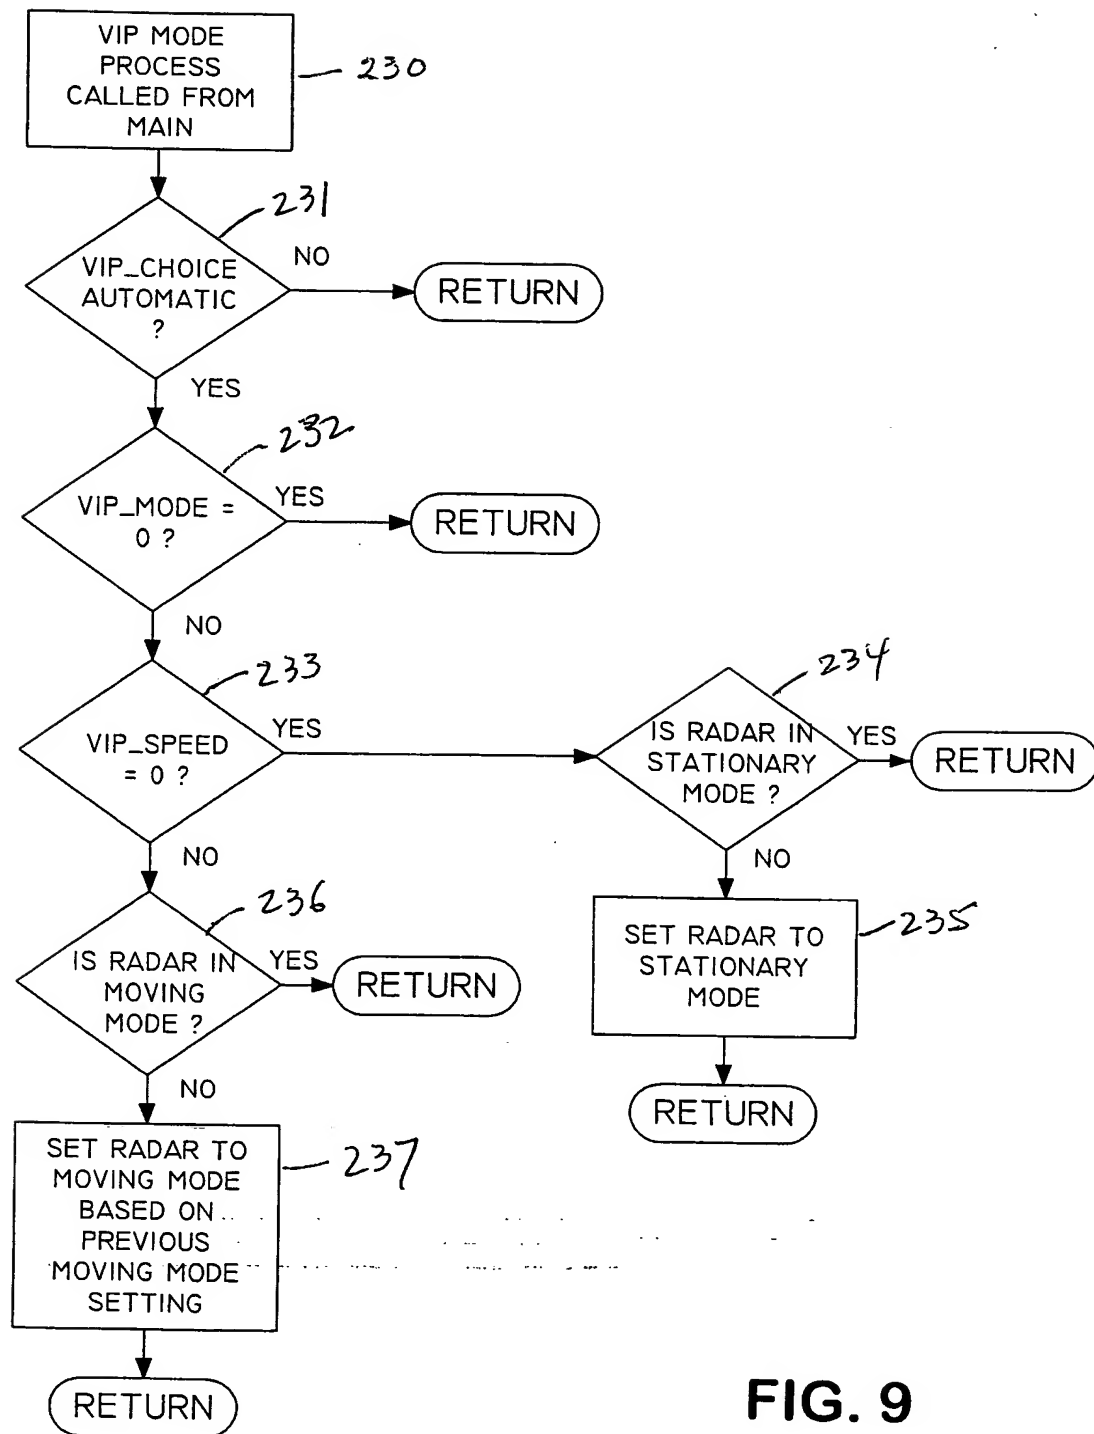 VIP MODE
PROCESS
CALLED FROM
MAIN
230
231
VIP_CHOICE
AUTOMATIC
?
NO
RETURN
YES
232
VIP_MODE =
0 ?
YES
RETURN
NO
233
VIP_SPEED
= 0 ?
YES
234
IS RADAR IN
STATIONARY
MODE ?
YES
RETURN
NO
235
SET RADAR TO
STATIONARY
MODE
RETURN
NO
236
IS RADAR IN
MOVING
MODE ?
YES
RETURN
NO
237
SET RADAR TO
MOVING MODE
BASED ON
PREVIOUS
MOVING MODE
SETTING
RETURN
FIG. 9